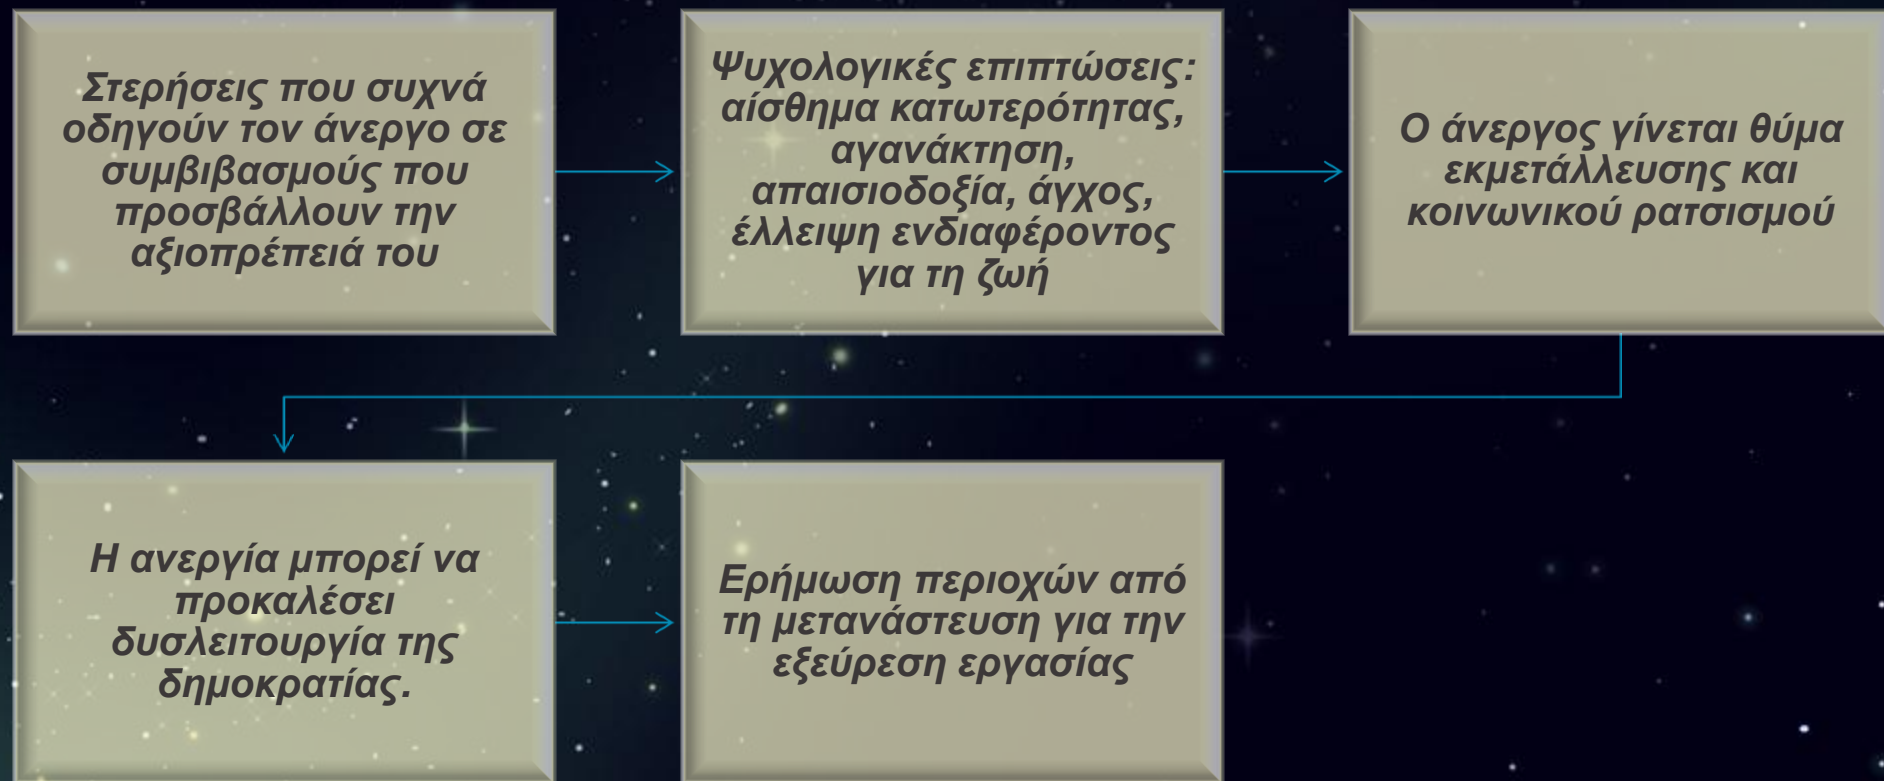 Στερήσεις που συχνά
οδηγούν τον άνεργο σε
συμβιβασμούς που
προσβάλλουν την
αξιοπρέπειά του
Ψυχολογικές επιπτώσεις:
αίσθημα κατωτερότητας,
αγανάκτηση,
απαισιοδοξία, άγχος,
έλλειψη ενδιαφέροντος
για τη ζωή
Ο άνεργος γίνεται θύμα
εκμετάλλευσης και
κοινωνικού ρατσισμού
Η ανεργία μπορεί να
προκαλέσει
δυσλειτουργία της
δημοκρατίας.
Ερήμωση περιοχών από
τη μετανάστευση για την
εξεύρεση εργασίας